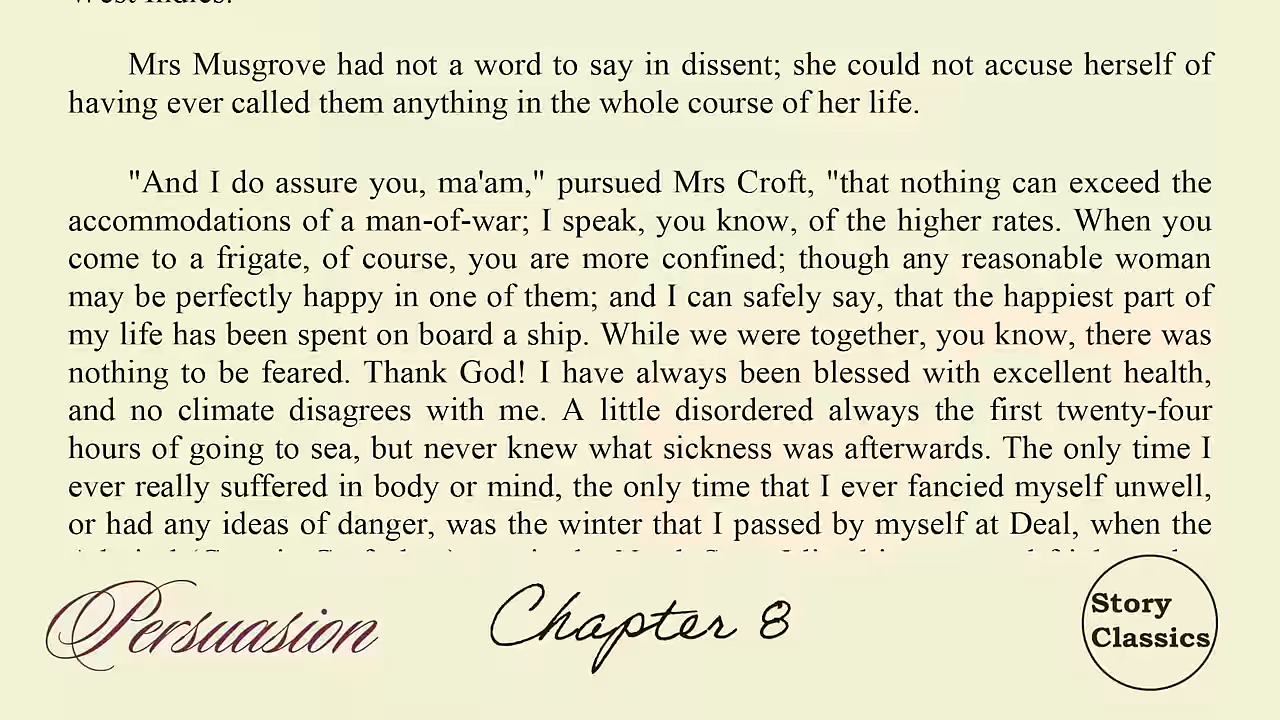 West Indies.
Mrs Musgrove had not a word to say in dissent; she could not accuse herself of
having ever called them anything in the whole course of her life.
"And I do assure you, ma'am," pursued Mrs Croft, "that nothing can exceed the
accommodations of a man-of-war; I speak, you know, of the higher rates. When you
come to a frigate, of course, you are more confined; though any reasonable woman
may be perfectly happy in one of them; and I can safely say, that the happiest part of
my life has been spent on board a ship. While we were together, you know, there was
nothing to be feared. Thank God! I have always been blessed with excellent health,
and no climate disagrees with me. A little disordered always the first twenty-four
hours of going to sea, but never knew what sickness was afterwards. The only time I
ever really suffered in body or mind, the only time that I ever fancied myself unwell,
or had any ideas of danger, was the winter that I passed by myself at Deal, when the
Persuasion
Chapter 8
Story
Classics